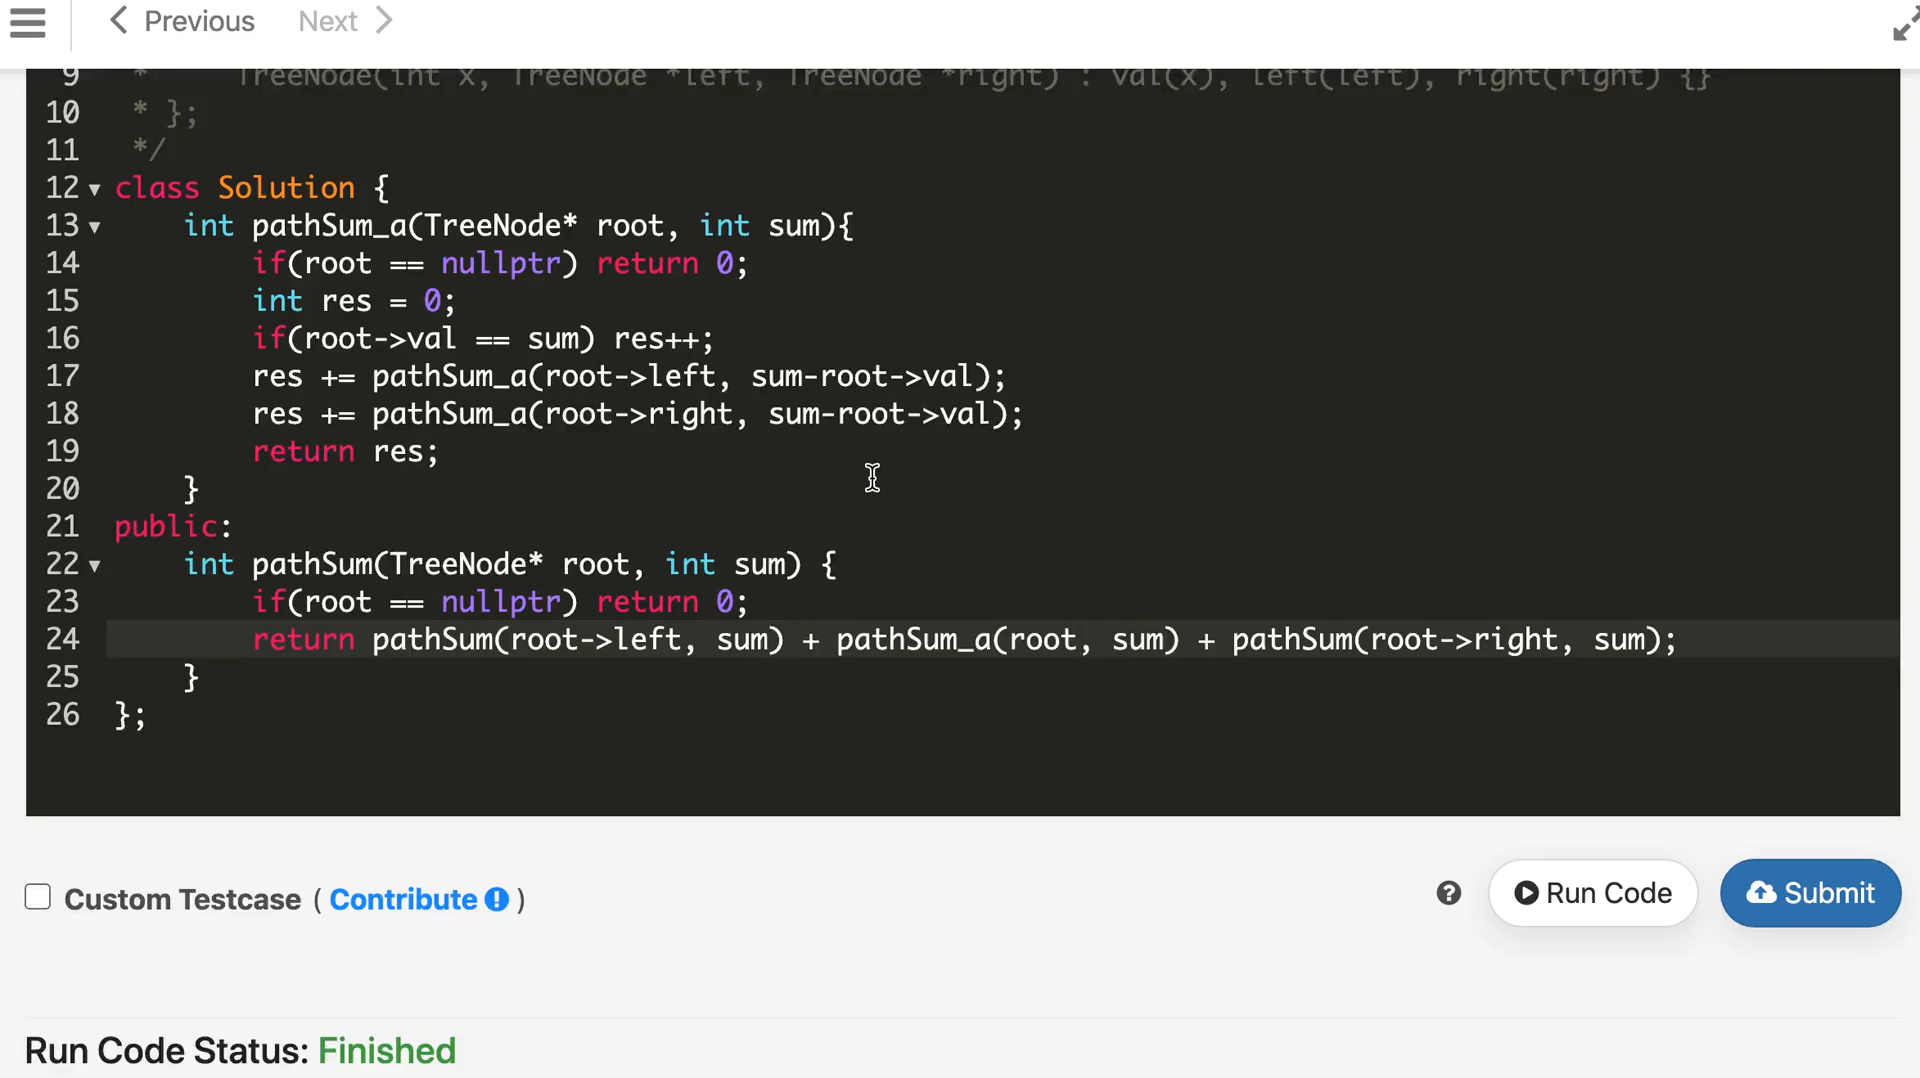 Previous Next
9 * TreeNode(int x, TreeNode *left, TreeNode *right) : val(x), left(left), right(right) {}
10 * };
11 */
12 class Solution {
13 int pathSum_a(TreeNode* root, int sum){
14 if(root == nullptr) return 0;
15 int res = 0;
16 if(root->val == sum) res++;
17 res += pathSum_a(root->left, sum-root->val);
18 res += pathSum_a(root->right, sum-root->val);
19 return res;
20 }
21 public:
22 int pathSum(TreeNode* root, int sum) {
23 if(root == nullptr) return 0;
24 return pathSum(root->left, sum) + pathSum_a(root, sum) + pathSum(root->right, sum);
25 }
26 };
Custom Testcase ( Contribute ) Run Code Submit
Run Code Status: Finished